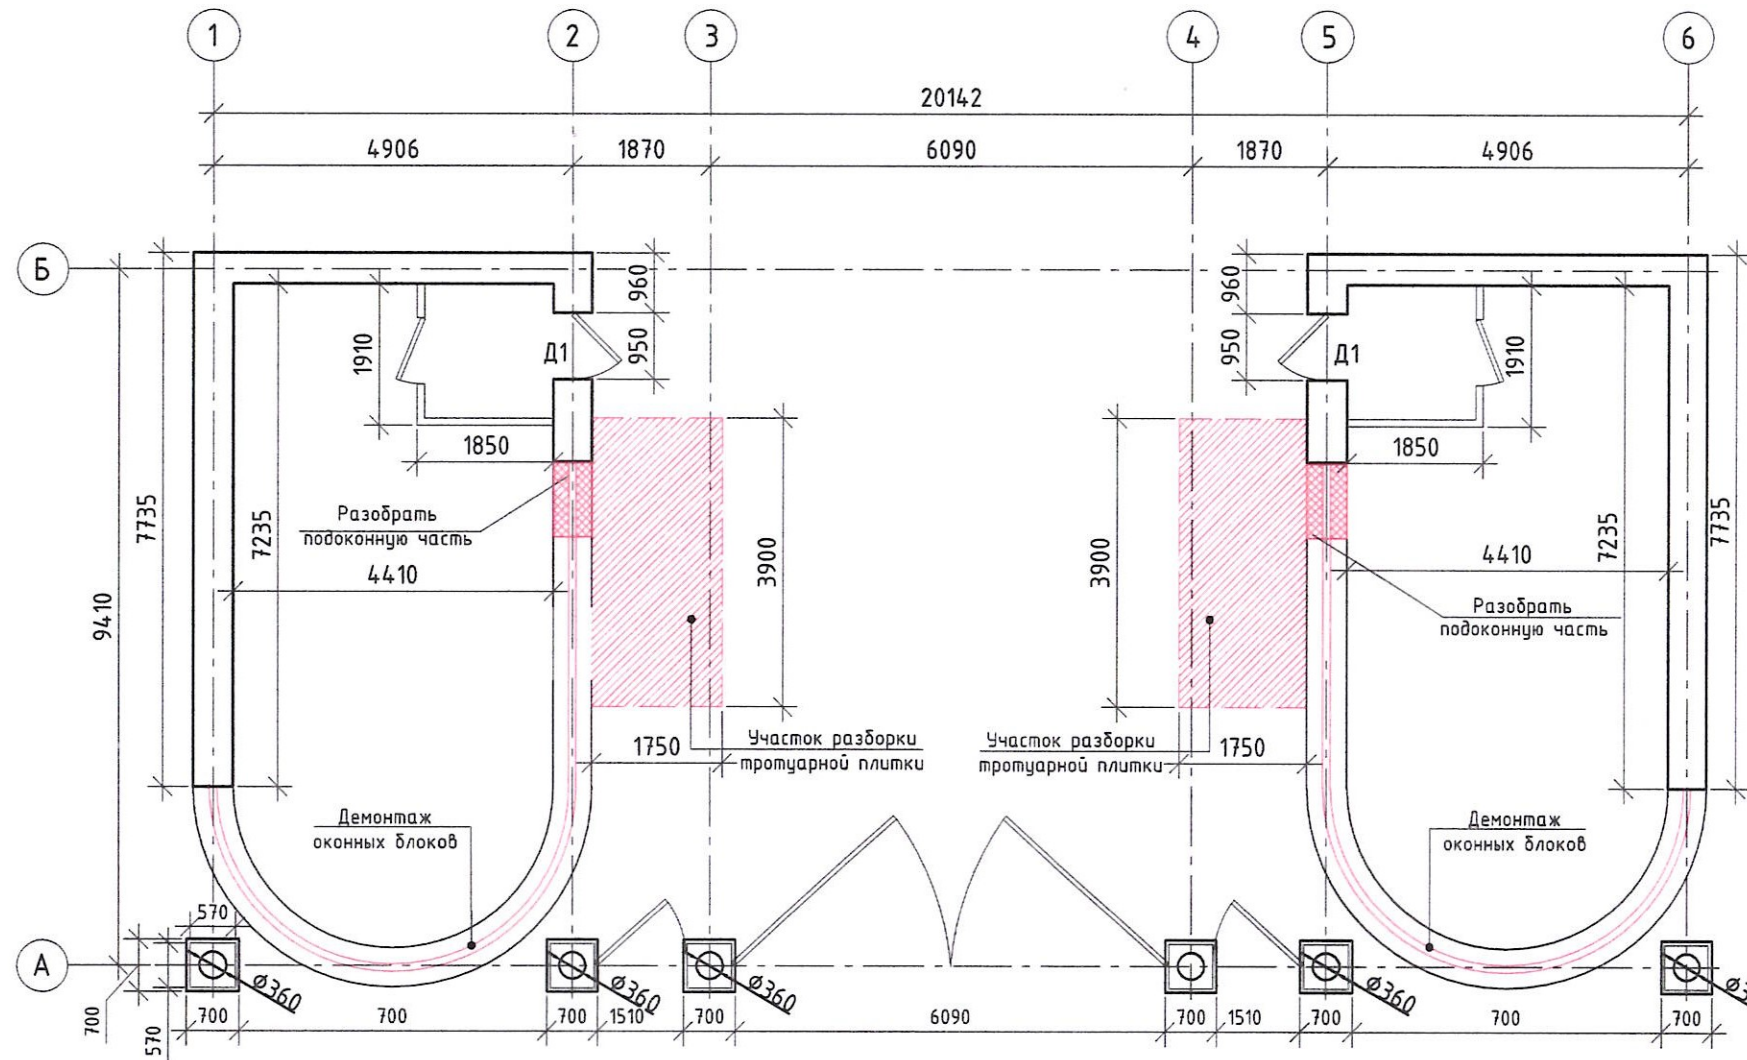 1 2 3 4 5 6
20142
4906 1870 6090 1870 4906
Б
960 960
950 950
Д1 Д1
1910 1910
1850 1850
7735 7235 7235 7735
Разобрать
подоконную часть
4410 4410
3900 3900
Разобрать
подоконную часть
9410
1750 1750
Участок разборки
тротуарной плитки
Участок разборки
тротуарной плитки
Демонтаж
оконных блоков
Демонтаж
оконных блоков
570
А
ø360 ø360 ø360 ø360 ø3
700
570
700 700 700 1510 700 6090 700 1510 700 700 700